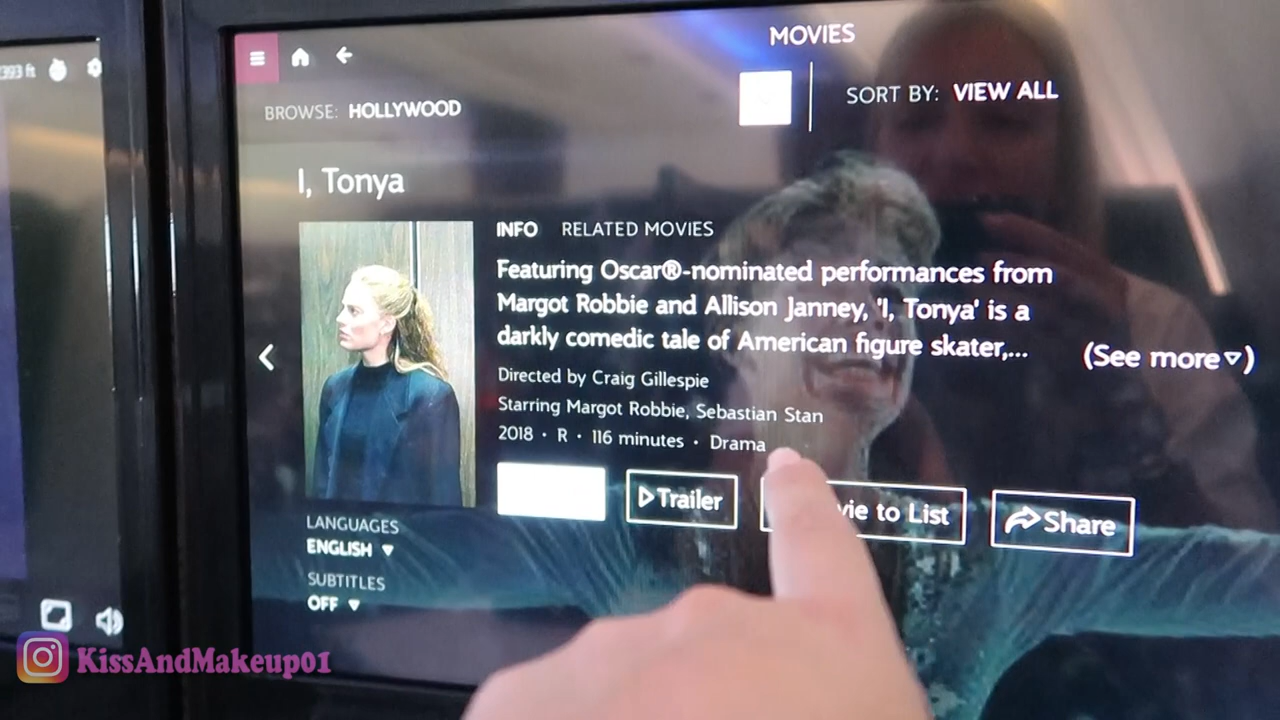 393 ft
MOVIES
BROWSE: HOLLYWOOD
SORT BY: VIEW ALL
I, Tonya
INFO RELATED MOVIES
Featuring Oscar®-nominated performances from
Margot Robbie and Allison Janney, 'I, Tonya' is a
darkly comedic tale of American figure skater,...
(See more▿)
Directed by Craig Gillespie
Starring Margot Robbie, Sebastian Stan
2018 • R • 116 minutes • Drama
Trailer
to List
Share
LANGUAGES
ENGLISH ▼
SUBTITLES
OFF ▼
KissAndMakeup01